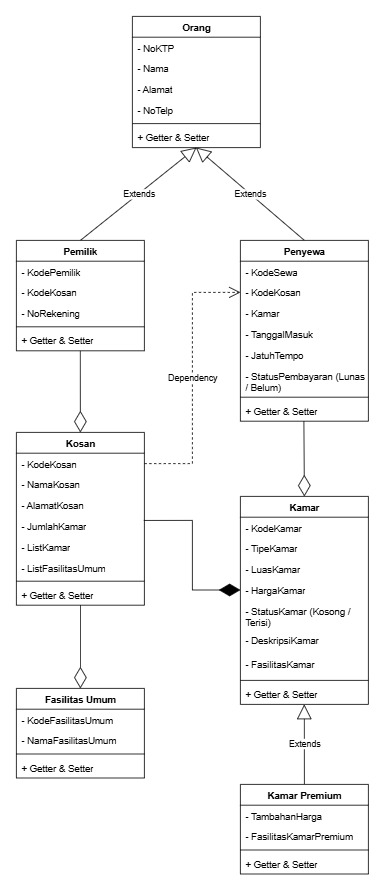 Orang
- NoKTP
- Nama
- Alamat
- NoTelp
+ Getter & Setter
Extends
Extends
Pemilik
- KodePemilik
- KodeKosan
- NoRekening
+ Getter & Setter
Penyewa
- KodeSewa
- KodeKosan
- Kamar
- TanggalMasuk
- JatuhTempo
- StatusPembayaran (Lunas
/ Belum)
+ Getter & Setter
Dependency
Kosan
- KodeKosan
- NamaKosan
- AlamatKosan
- JumlahKamar
- ListKamar
- ListFasilitasUmum
+ Getter & Setter
Kamar
- KodeKamar
- TipeKamar
- LuasKamar
- HargaKamar
- StatusKamar (Kosong /
Terisi)
- DeskripsiKamar
- FasilitasKamar
+ Getter & Setter
Fasilitas Umum
- KodeFasilitasUmum
- NamaFasilitasUmum
+ Getter & Setter
Extends
Kamar Premium
- TambahanHarga
- FasilitasKamarPremium
+ Getter & Setter